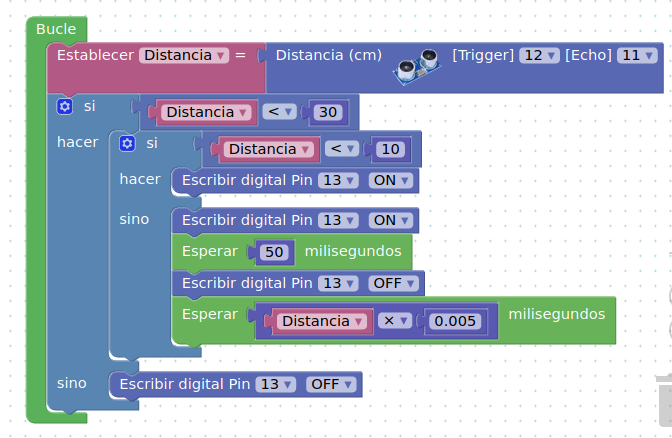 Bucle
Establecer Distancia = Distancia (cm) [Trigger] 12 [Echo] 11
si Distancia < 30
hacer si Distancia < 10
hacer Escribir digital Pin 13 ON
sino Escribir digital Pin 13 ON
Esperar 50 milisegundos
Escribir digital Pin 13 OFF
Esperar Distancia × 0.005 milisegundos
sino Escribir digital Pin 13 OFF